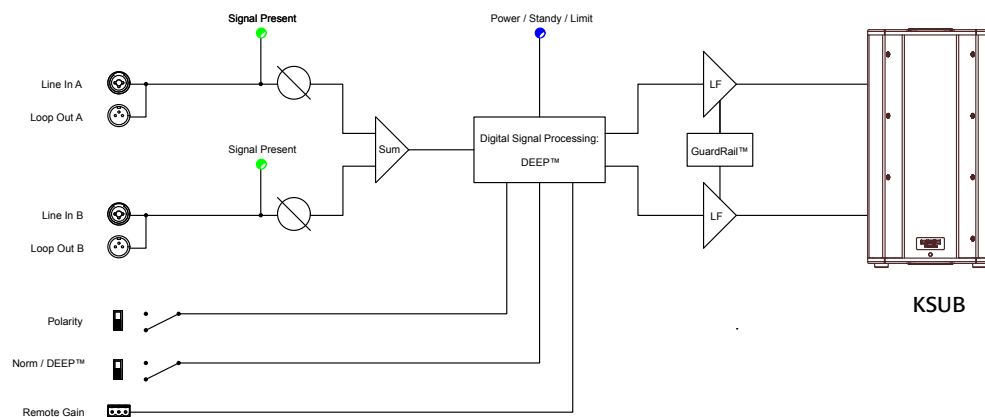 Signal Present
Power / Standy / Limit
Line In A
Loop Out A
LF
Signal Present
Sum
Digital Signal Processing:
DEEP™
GuardRail™
Line In B
Loop Out B
LF
KSUB
Polarity
Norm / DEEP™
Remote Gain